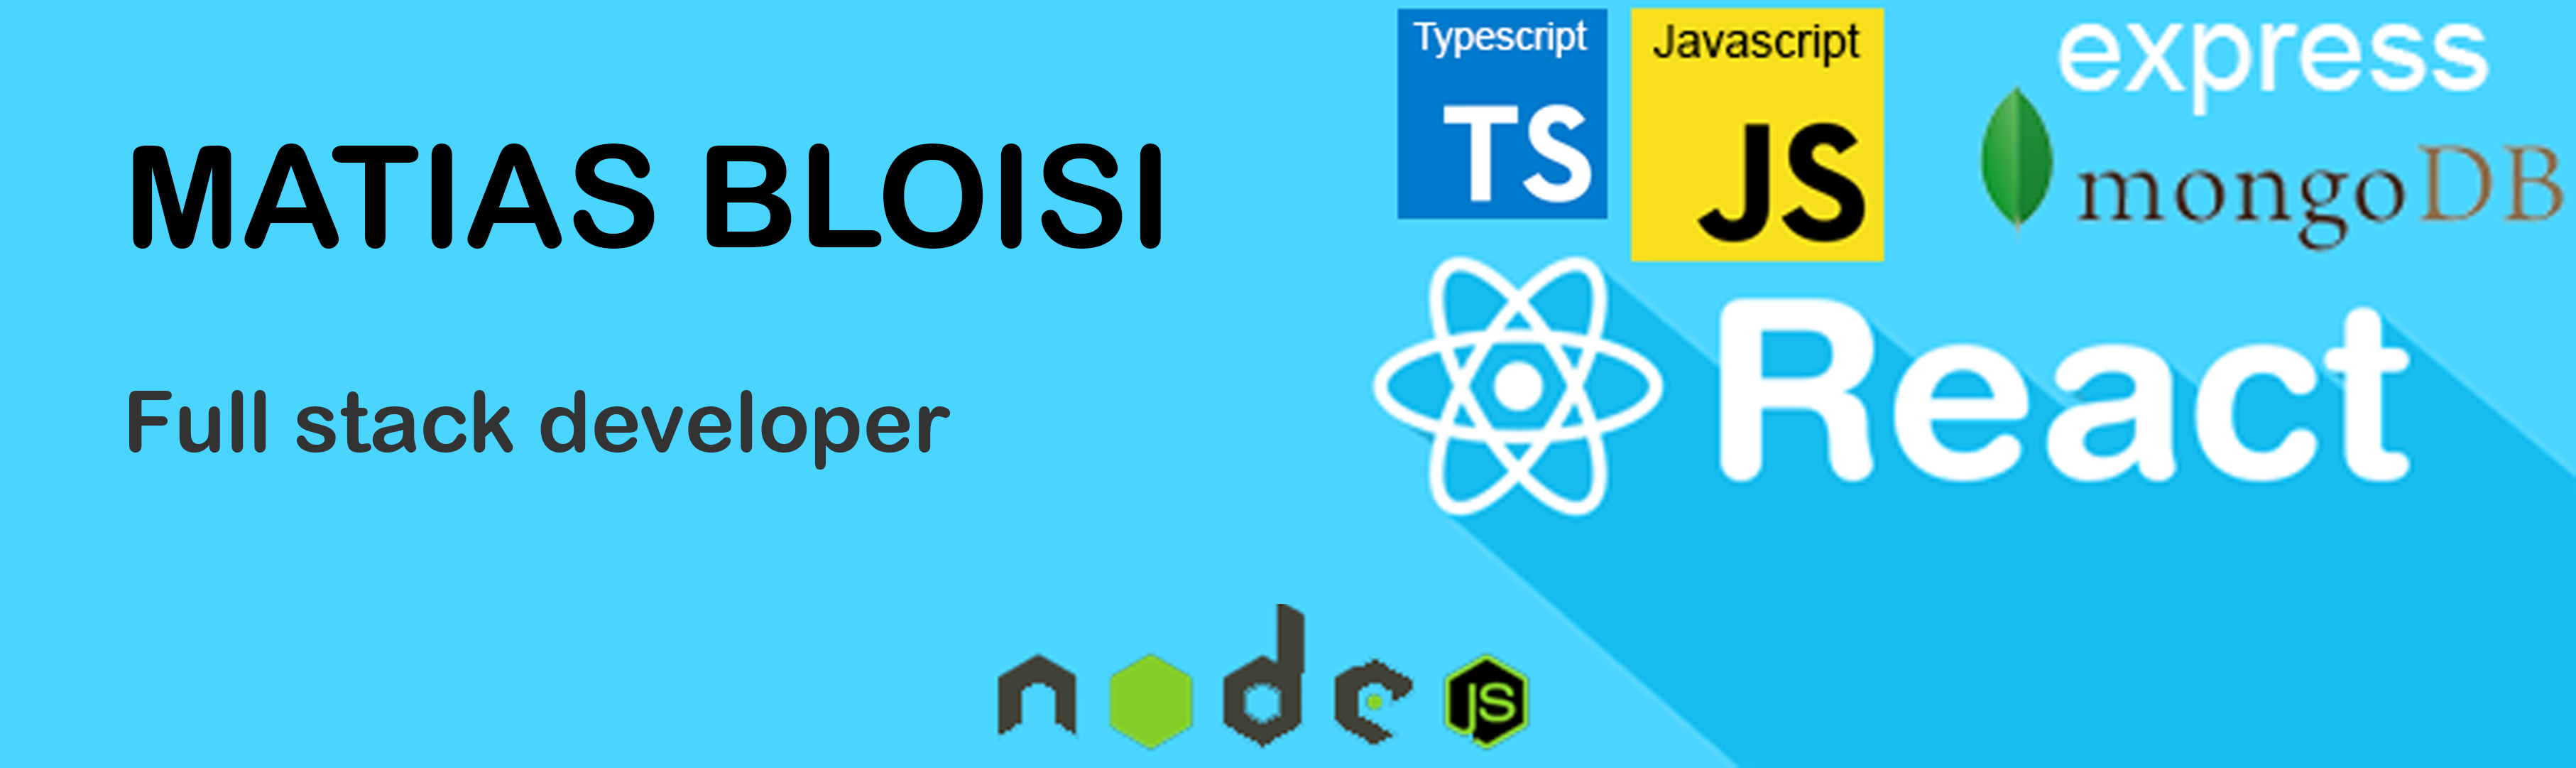 MATIAS BLOISI
Full stack developer
Typescript
TS
Javascript
JS
express
mongoDB
React
node
JS